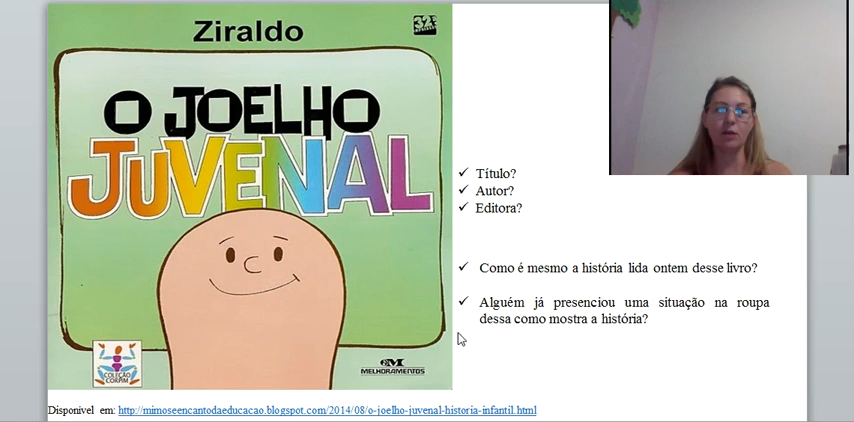 Ziraldo
32ª
O JOELHO
JUVENAL
COLEÇÃO
CORPIM
MELHORAMENTOS
✓ Título?
✓ Autor?
✓ Editora?
✓ Como é mesmo a história lida ontem desse livro?
✓ Alguém já presenciou uma situação na roupa
dessa como mostra a história?
Disponivel em: http://mimoseencantodaeducacao.blogspot.com/2014/08/o-joelho-juvenal-historia-infantil.html